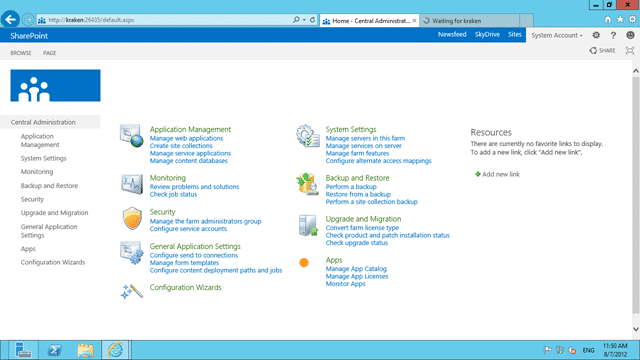 http://kraken:26435/default.aspx
Home - Central Administrat...
Waiting for kraken
SharePoint
Newsfeed
SkyDrive
Sites
System Account
BROWSE
PAGE
SHARE
Central Administration
Application
Management
System Settings
Monitoring
Backup and Restore
Security
Upgrade and Migration
General Application
Settings
Apps
Configuration Wizards
Application Management
Manage web applications
Create site collections
Manage service applications
Manage content databases
Monitoring
Review problems and solutions
Check job status
Security
Manage the farm administrators group
Configure service accounts
General Application Settings
Configure send to connections
Manage form templates
Configure content deployment paths and jobs
Configuration Wizards
System Settings
Manage servers in this farm
Manage services on server
Manage farm features
Configure alternate access mappings
Backup and Restore
Perform a backup
Restore from a backup
Perform a site collection backup
Upgrade and Migration
Convert farm license type
Check product and patch installation status
Check upgrade status
Apps
Manage App Catalog
Manage App Licenses
Monitor Apps
Resources
There are currently no favorite links to display.
To add a new link, click "Add new link".
Add new link
ENG
11:50 AM
8/7/2012